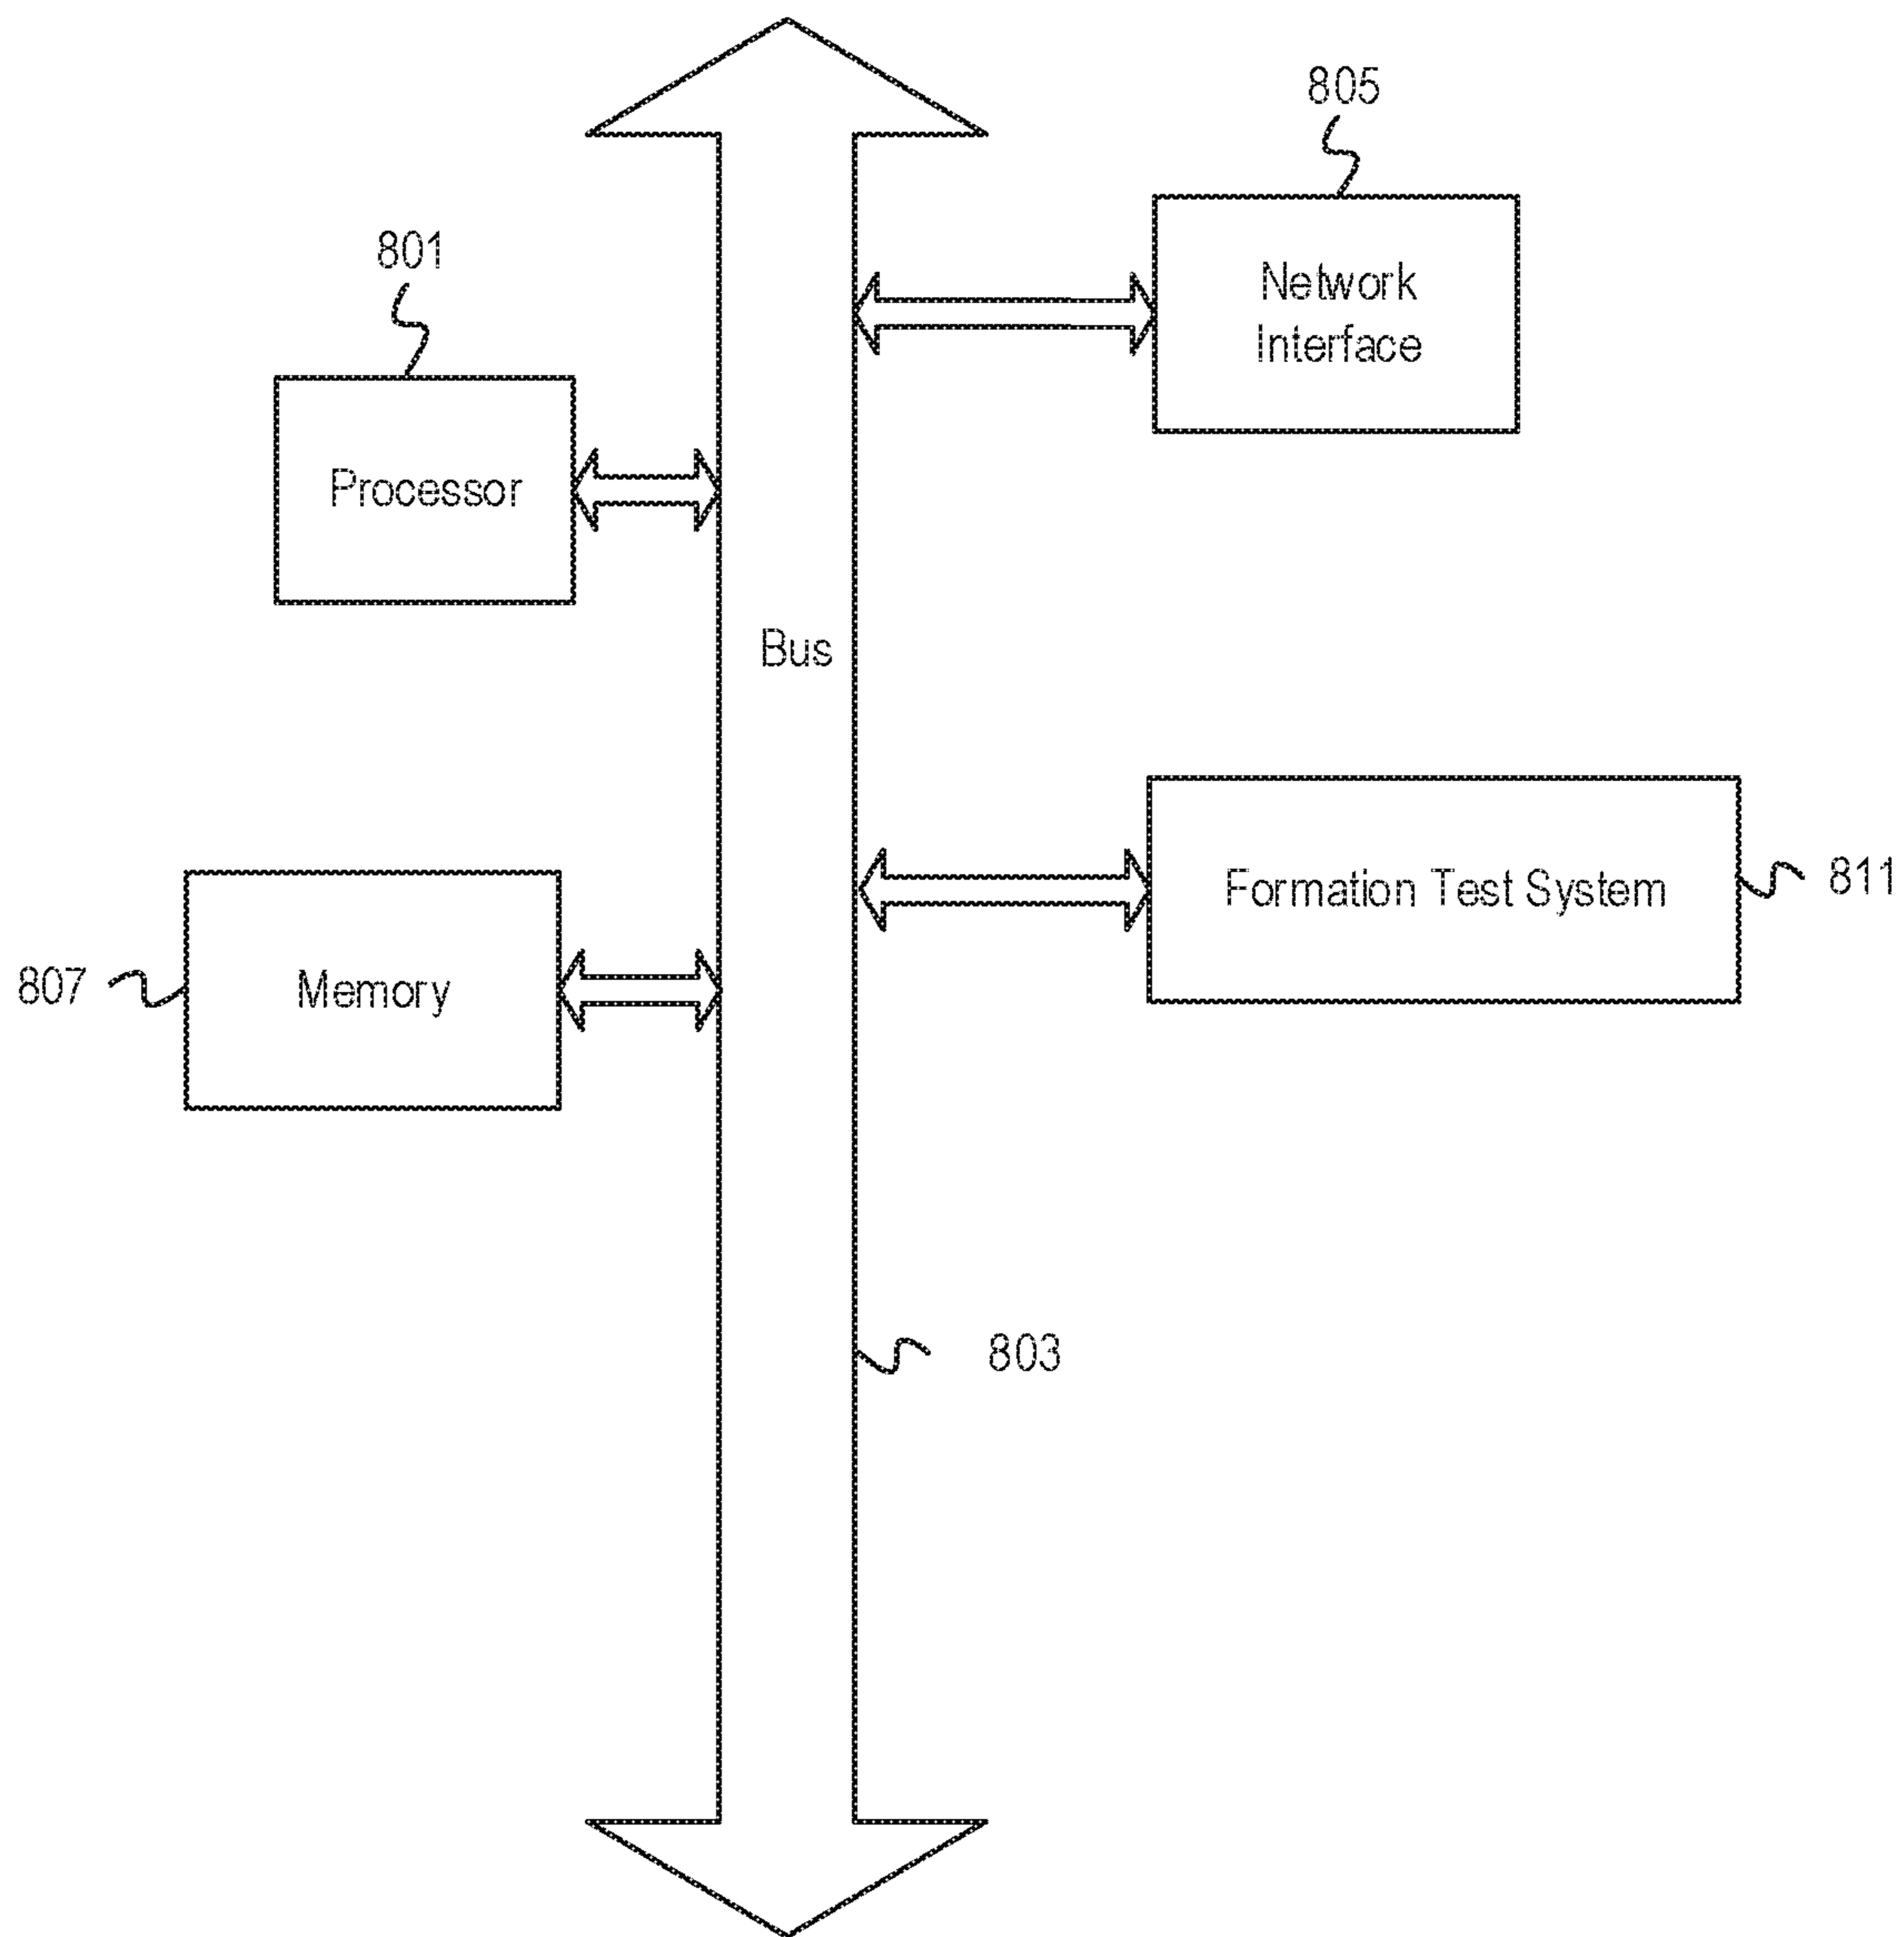 805
801
Network
Interface
Processor
Bus
Formation Test System
811
807
Memory
803